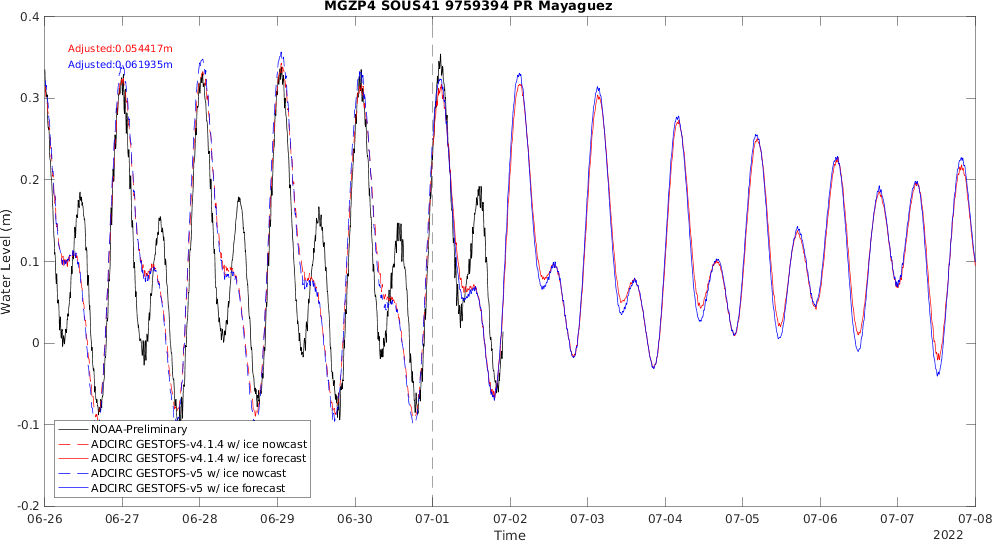 MGZP4 SOUS41 9759394 PR Mayaguez
Water Level (m)
0.4
0.3
0.2
0.1
0
-0.1
-0.2
Adjusted:0.054417m
Adjusted:0.061935m
NOAA-Preliminary
ADCIRC GESTOFS-v4.1.4 w/ ice nowcast
ADCIRC GESTOFS-v4.1.4 w/ ice forecast
ADCIRC GESTOFS-v5 w/ ice nowcast
ADCIRC GESTOFS-v5 w/ ice forecast
06-26 06-27 06-28 06-29 06-30 07-01 07-02 07-03 07-04 07-05 07-06 07-07 07-08
Time
2022